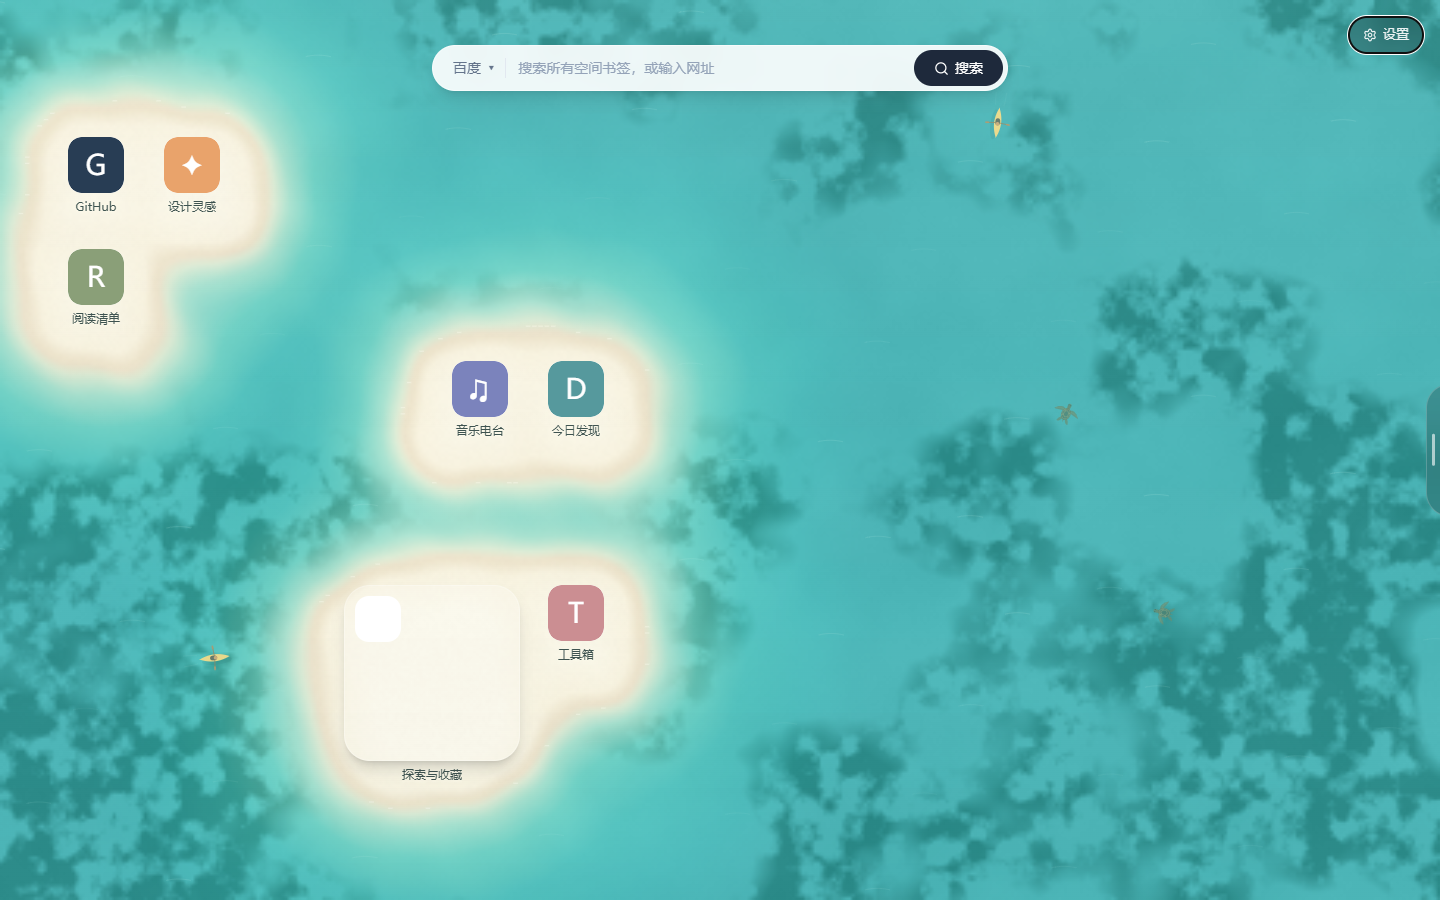 设置
百度
搜索所有空间书签，或输入网址
搜索
G
GitHub
设计灵感
R
阅读清单
音乐电台
D
今日发现
T
工具箱
探索与收藏